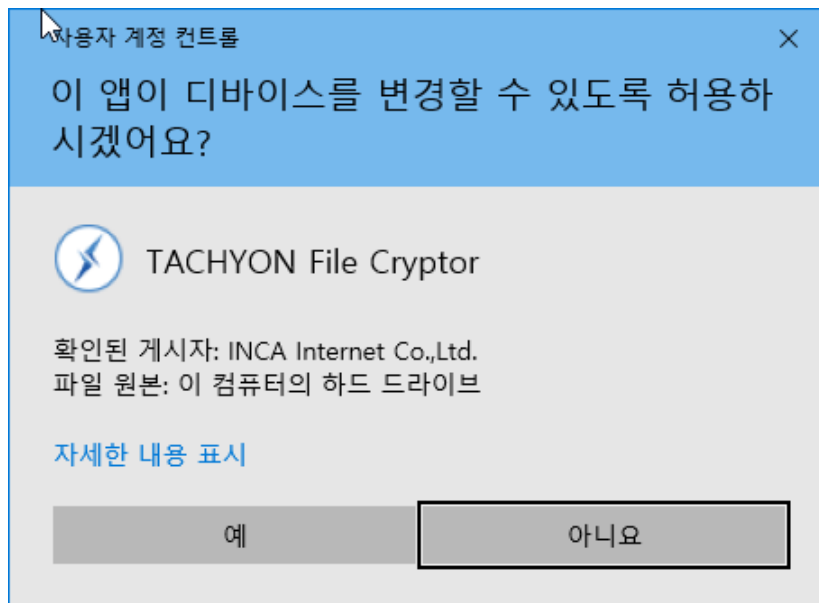 사용자 계정 컨트롤
이 앱이 디바이스를 변경할 수 있도록 허용하
시겠어요?
TACHYON File Cryptor
확인된 게시자: INCA Internet Co.,Ltd.
파일 원본: 이 컴퓨터의 하드 드라이브
자세한 내용 표시
예
아니요